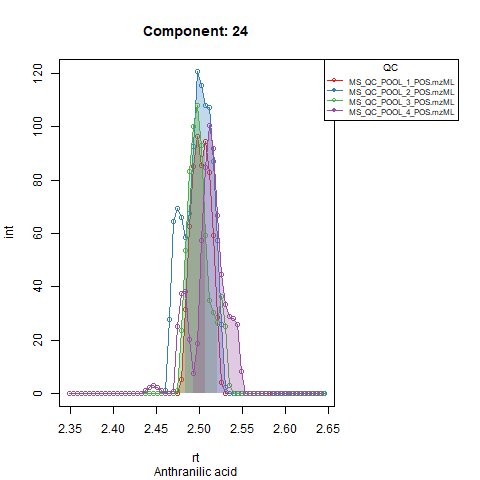 Component: 24
QC
MS_QC_POOL_1_POS.mzML
MS_QC_POOL_2_POS.mzML
MS_QC_POOL_3_POS.mzML
MS_QC_POOL_4_POS.mzML
int
120
100
80
60
40
20
0
2.35 2.40 2.45 2.50 2.55 2.60 2.65
rt
Anthranilic acid